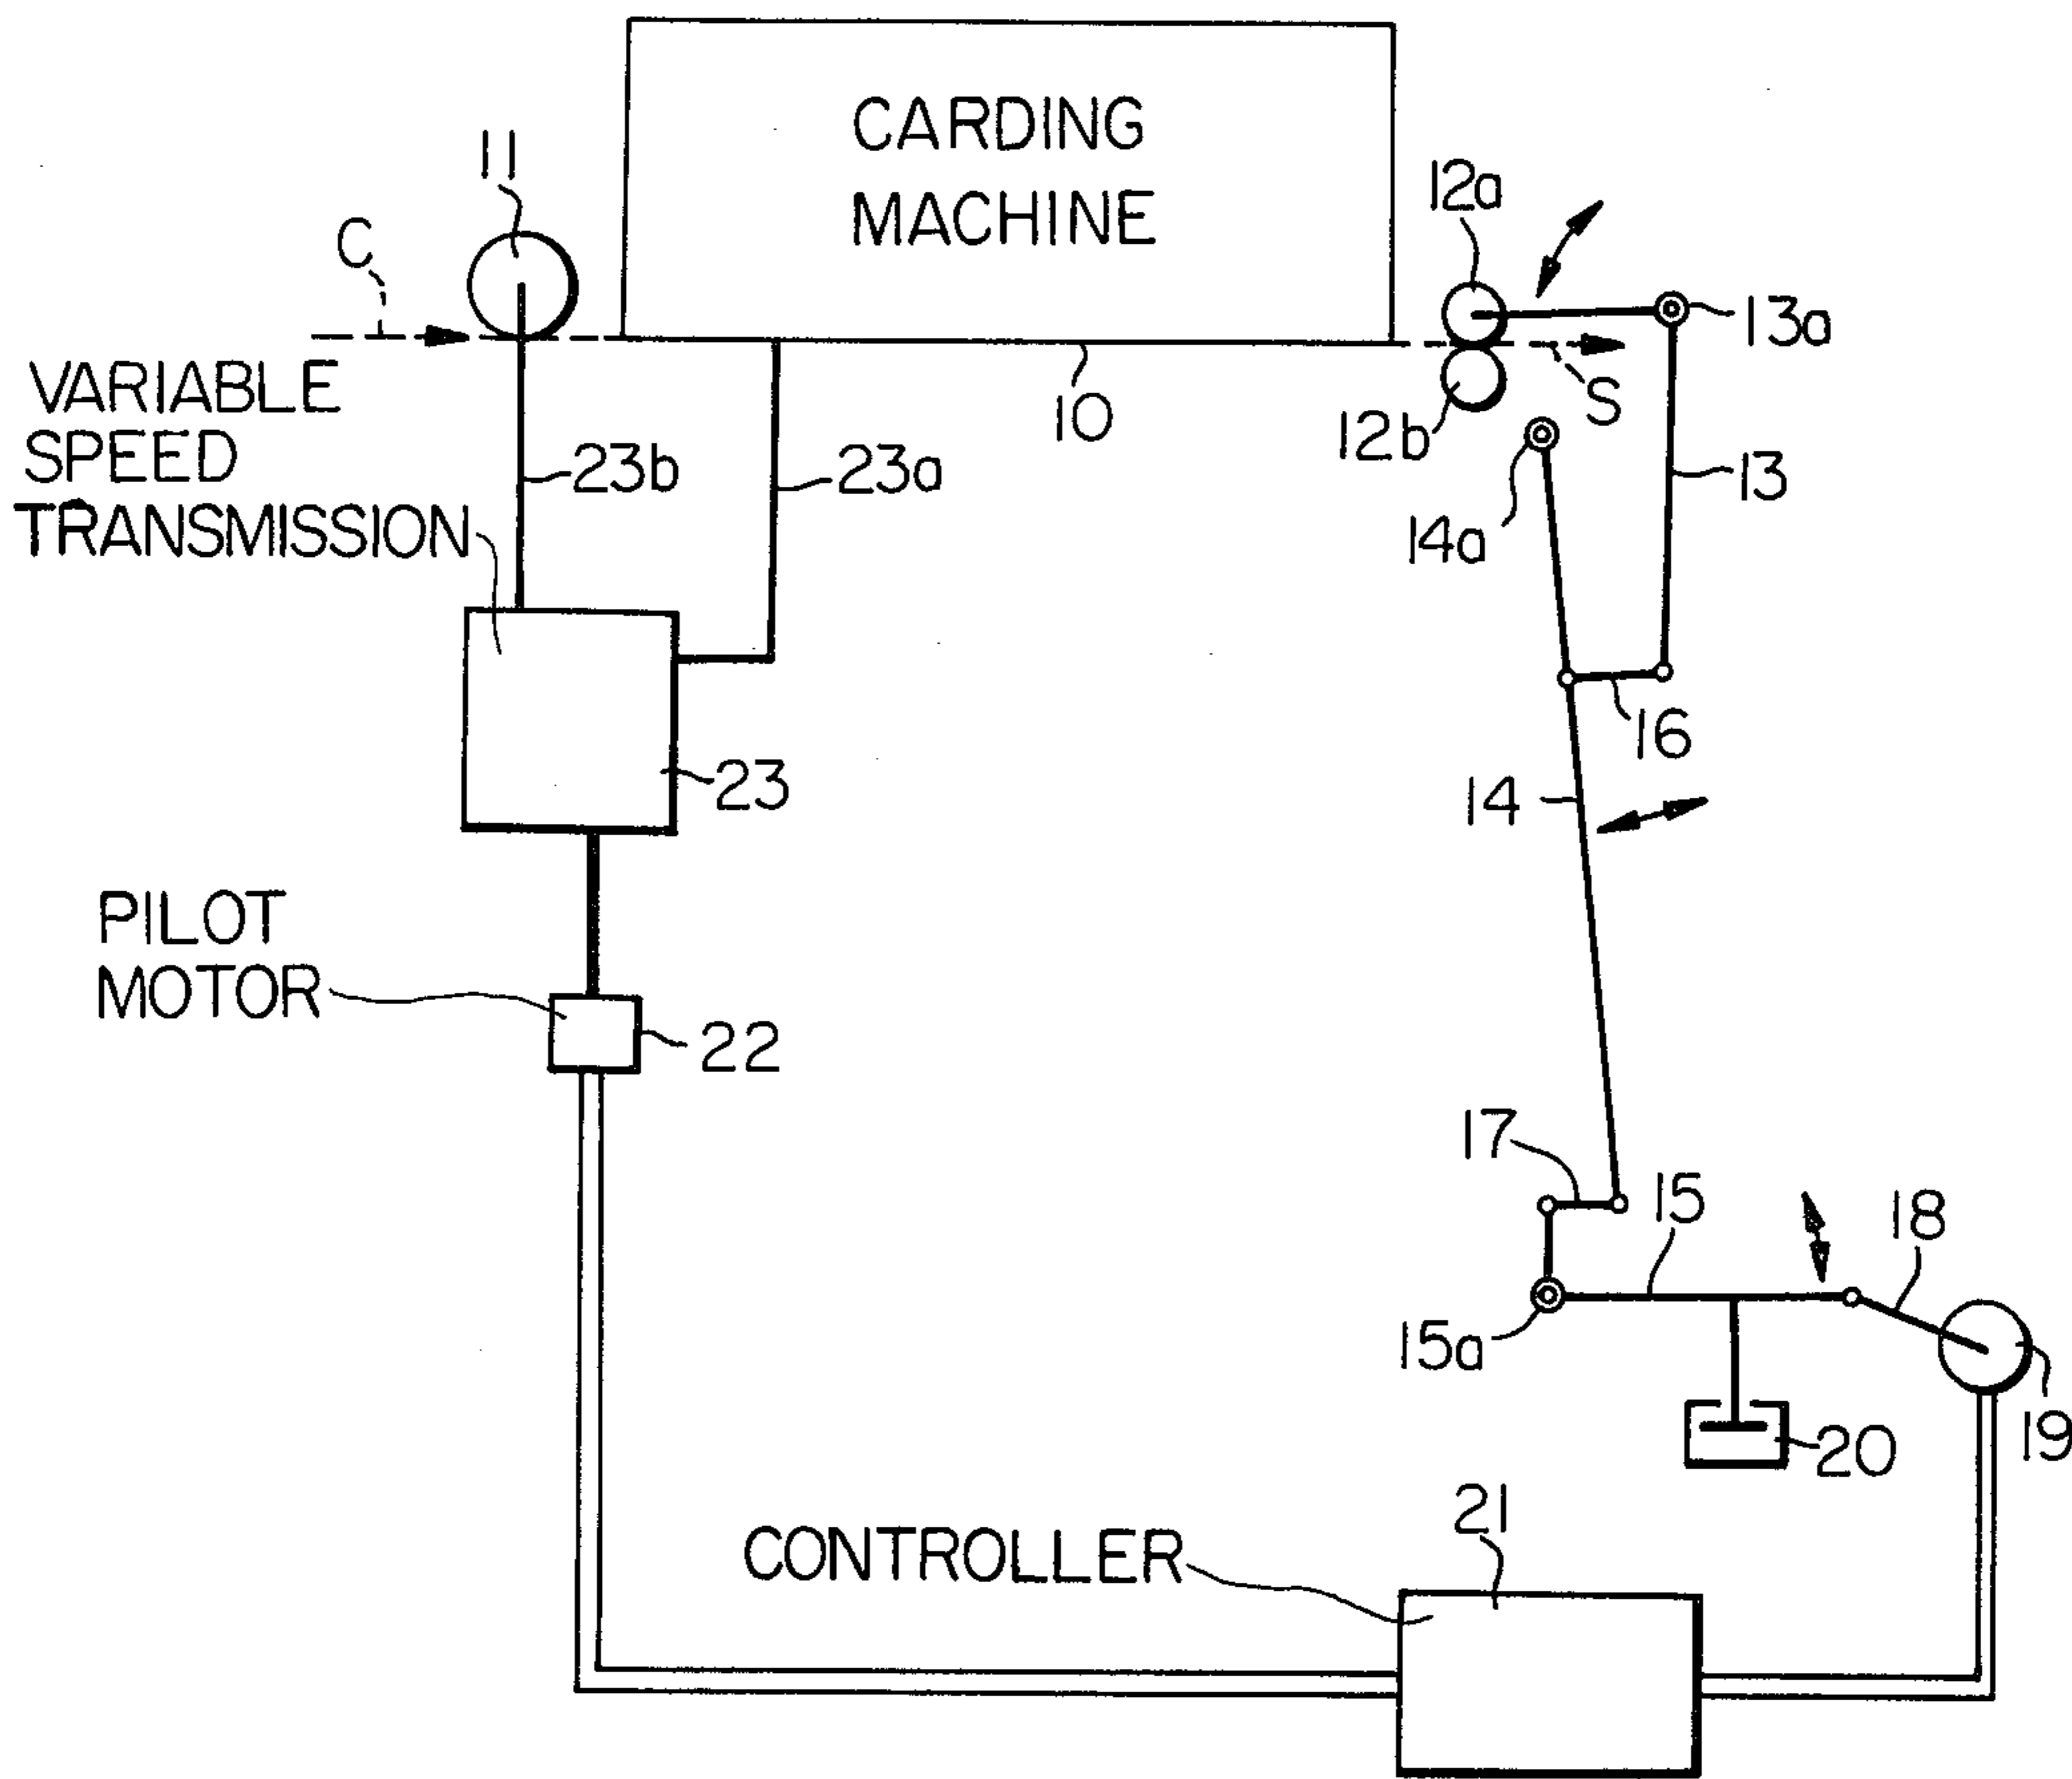 CARDING
MACHINE
11
12a
C
13a
VARIABLE
SPEED
TRANSMISSION
10
S
12b
23b
23a
13
14a
16
23
14
PILOT
MOTOR
22
17
15
18
15a
19
20
21
CONTROLLER